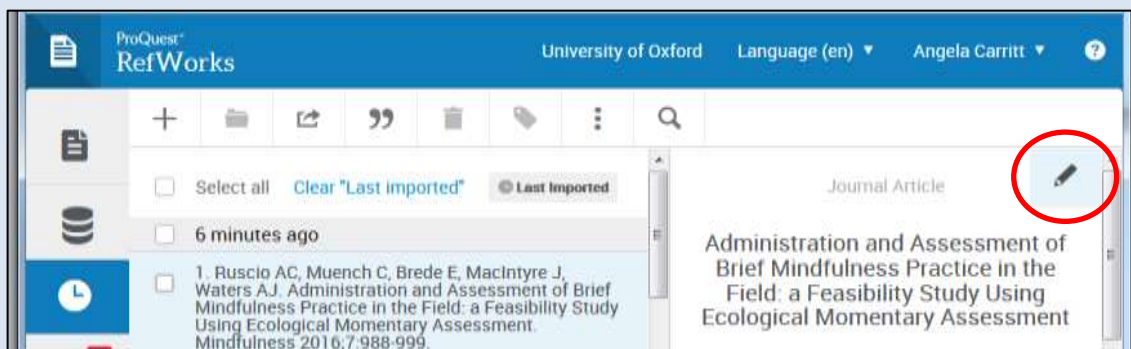 ProQuest
RefWorks
University of Oxford Language (en) Angela Carritt ?
Select all Clear "Last imported" Last Imported
6 minutes ago
1. Ruscio AC, Muench C, Brede E, MacIntyre J,
Waters AJ. Administration and Assessment of Brief
Mindfulness Practice in the Field: a Feasibility Study
Using Ecological Momentary Assessment.
Mindfulness 2016;7:988-999.
Journal Article
Administration and Assessment of
Brief Mindfulness Practice in the
Field: a Feasibility Study Using
Ecological Momentary Assessment